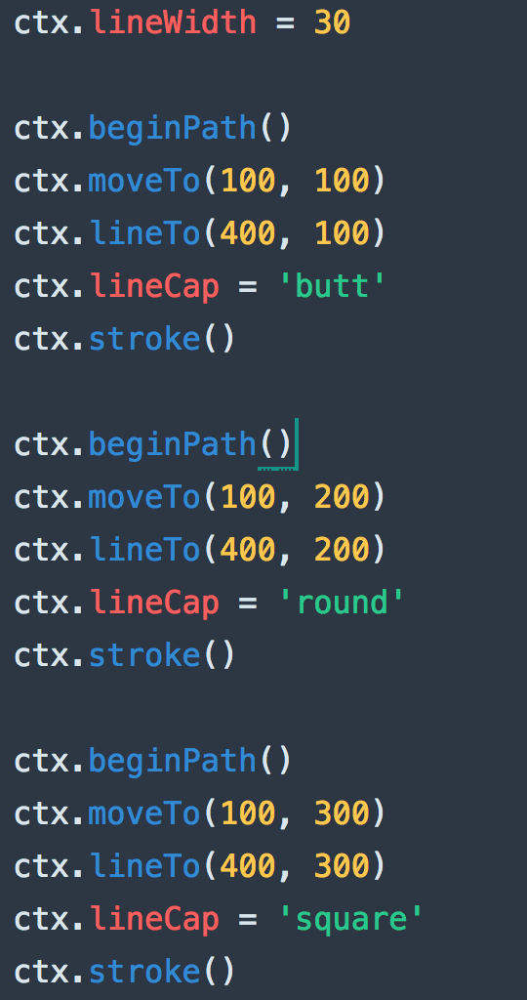 ctx.lineWidth = 30
ctx.beginPath()
ctx.moveTo(100, 100)
ctx.lineTo(400, 100)
ctx.lineCap = 'butt'
ctx.stroke()
ctx.beginPath()
ctx.moveTo(100, 200)
ctx.lineTo(400, 200)
ctx.lineCap = 'round'
ctx.stroke()
ctx.beginPath()
ctx.moveTo(100, 300)
ctx.lineTo(400, 300)
ctx.lineCap = 'square'
ctx.stroke()